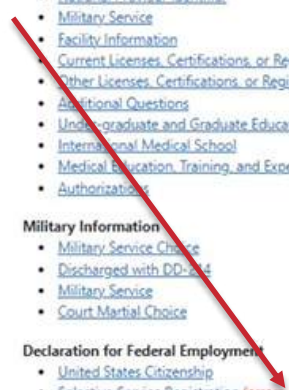 Military Service
Facility Information
Current Licenses, Certifications, or
Other Licenses, Certifications, or
Additional Questions
Under-graduate and Graduate
International Medical School
Medical Education, Training, and
Authorizations
Military Information
Military Service Choice
Discharged with DD-214
Military Service
Court Martial Choice
Declaration for Federal Employment
United States Citizenship